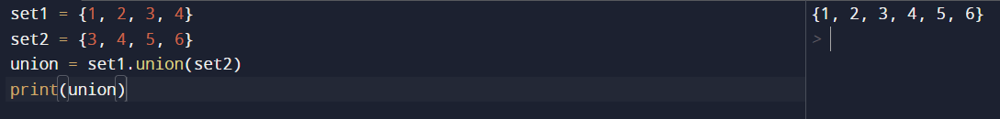 set1 = {1, 2, 3, 4}
set2 = {3, 4, 5, 6}
union = set1.union(set2)
print(union)
{1, 2, 3, 4, 5, 6}
>